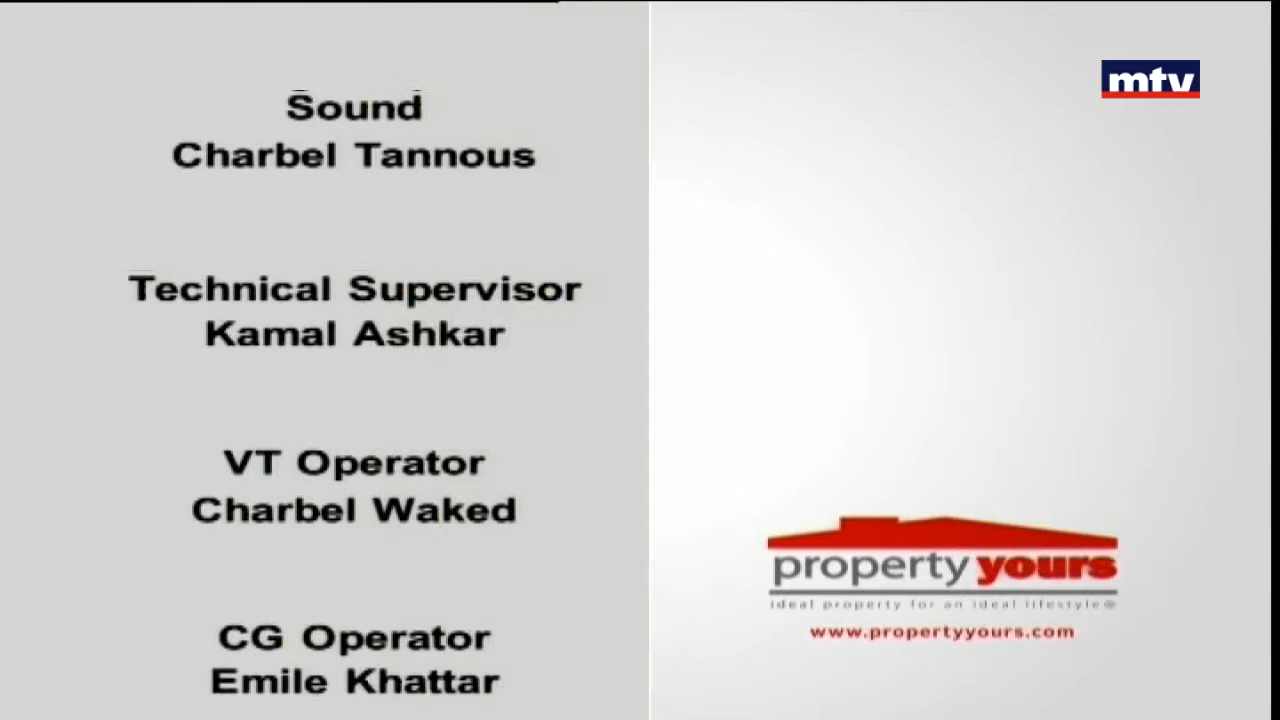 mtv
Sound
Charbel Tannous
Technical Supervisor
Kamal Ashkar
VT Operator
Charbel Waked
CG Operator
Emile Khattar
property yours
ideal property for an ideal lifestyle®
www.propertyyours.com